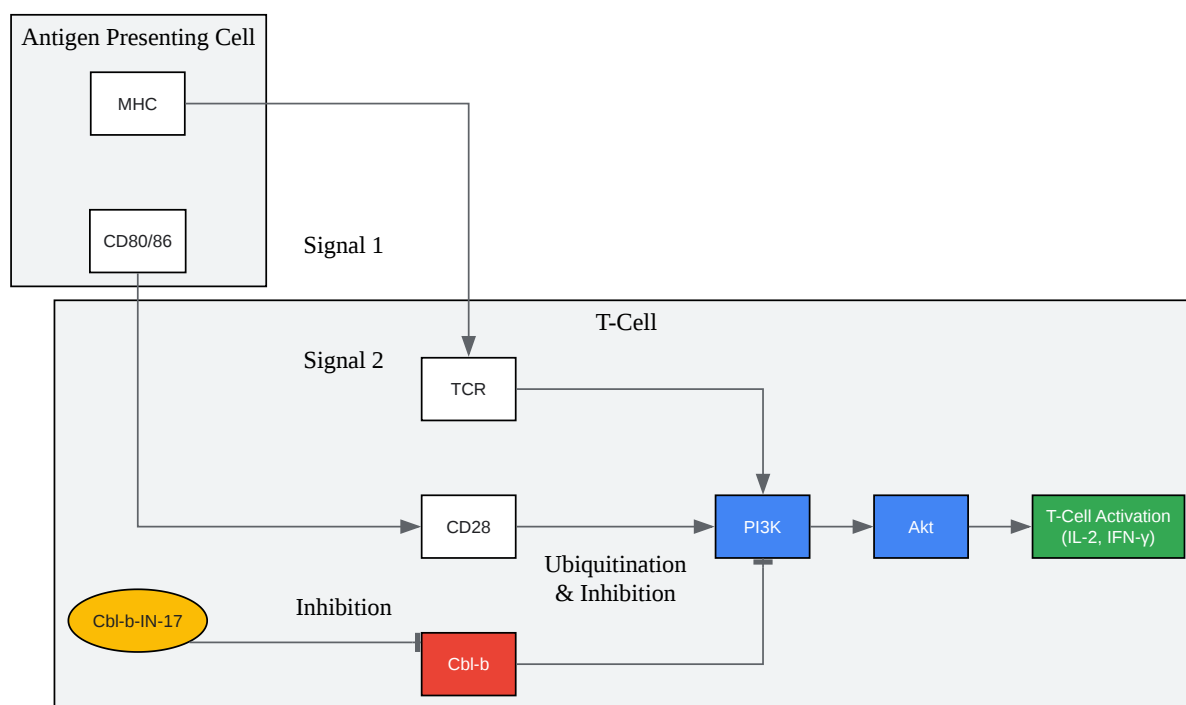 Antigen Presenting Cell
MHC
CD80/86
Signal 1
T-Cell
Signal 2
TCR
CD28
PI3K
Akt
T-Cell Activation
(IL-2, IFN-γ)
Ubiquitination
& Inhibition
Inhibition
Cbl-b-IN-17
Cbl-b